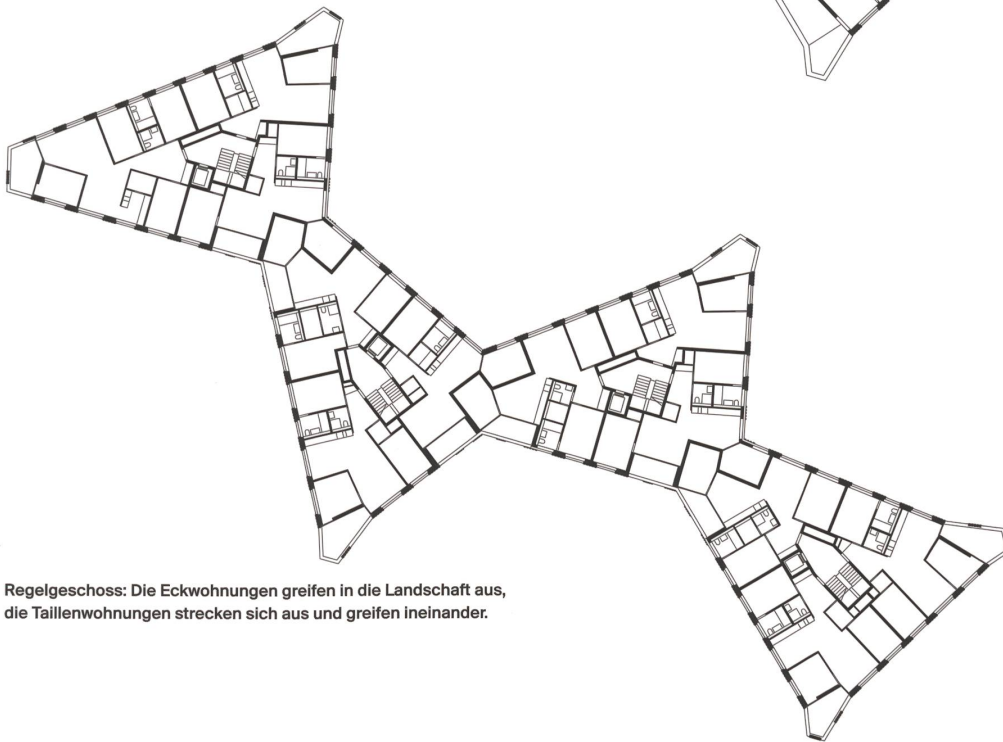 Regelgeschoss: Die Eckwohnungen greifen in die Landschaft aus,
die Taillenwohnungen strecken sich aus und greifen ineinander.